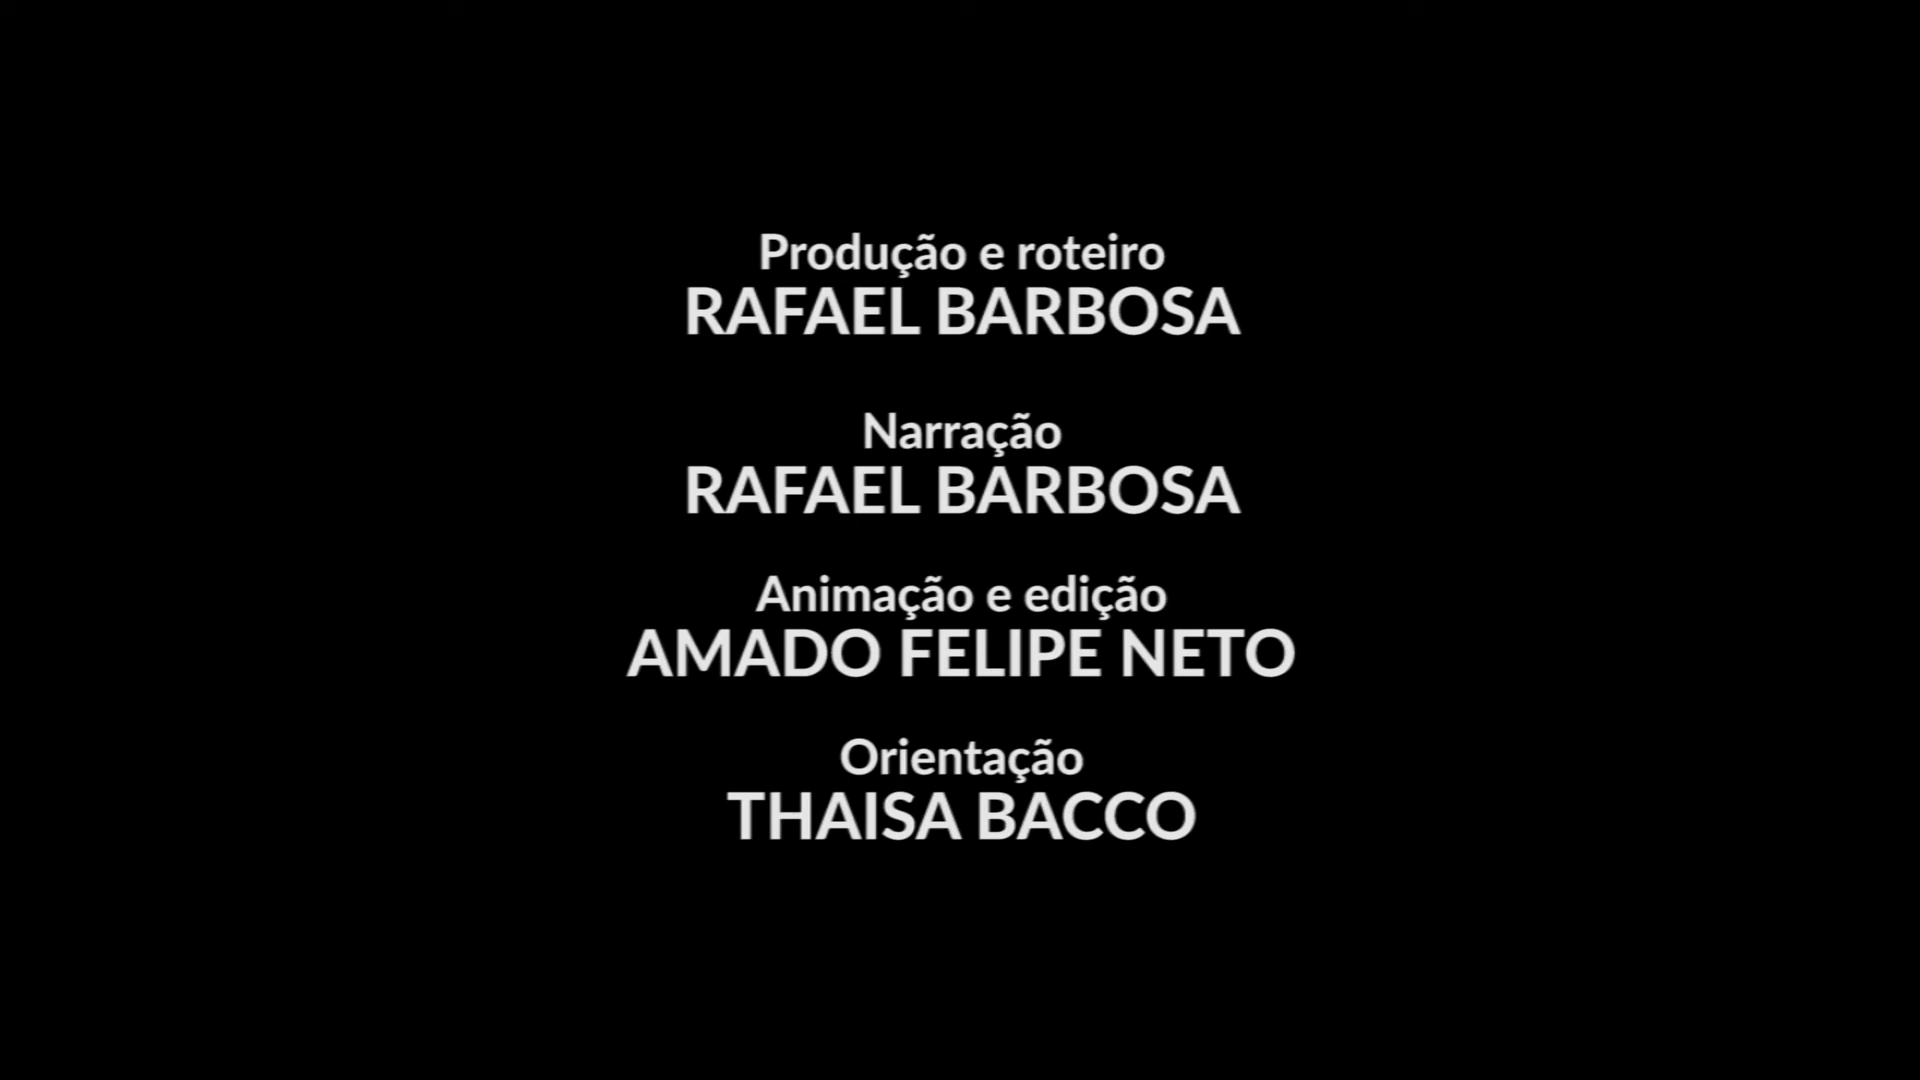 Produção e roteiro
RAFAEL BARBOSA
Narração
RAFAEL BARBOSA
Animação e edição
AMADO FELIPE NETO
Orientação
THAISA BACCO